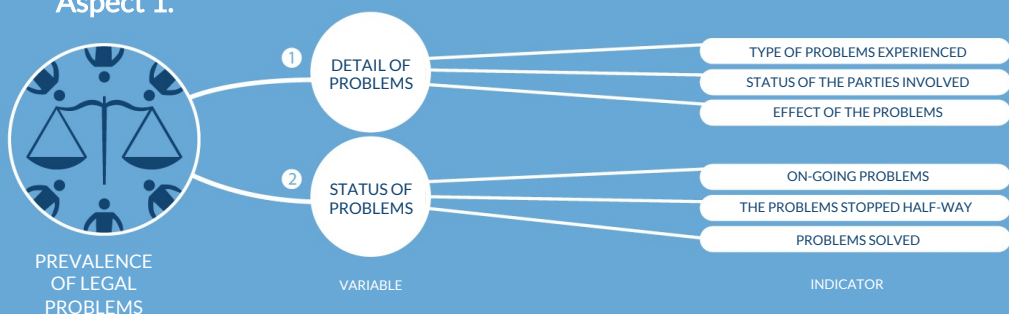 Aspect 1.
1
DETAIL OF
PROBLEMS
TYPE OF PROBLEMS EXPERIENCED
STATUS OF THE PARTIES INVOLVED
EFFECT OF THE PROBLEMS
2
STATUS OF
PROBLEMS
ON-GOING PROBLEMS
THE PROBLEMS STOPPED HALF-WAY
PROBLEMS SOLVED
PREVALENCE
OF LEGAL
PROBLEMS
VARIABLE
INDICATOR